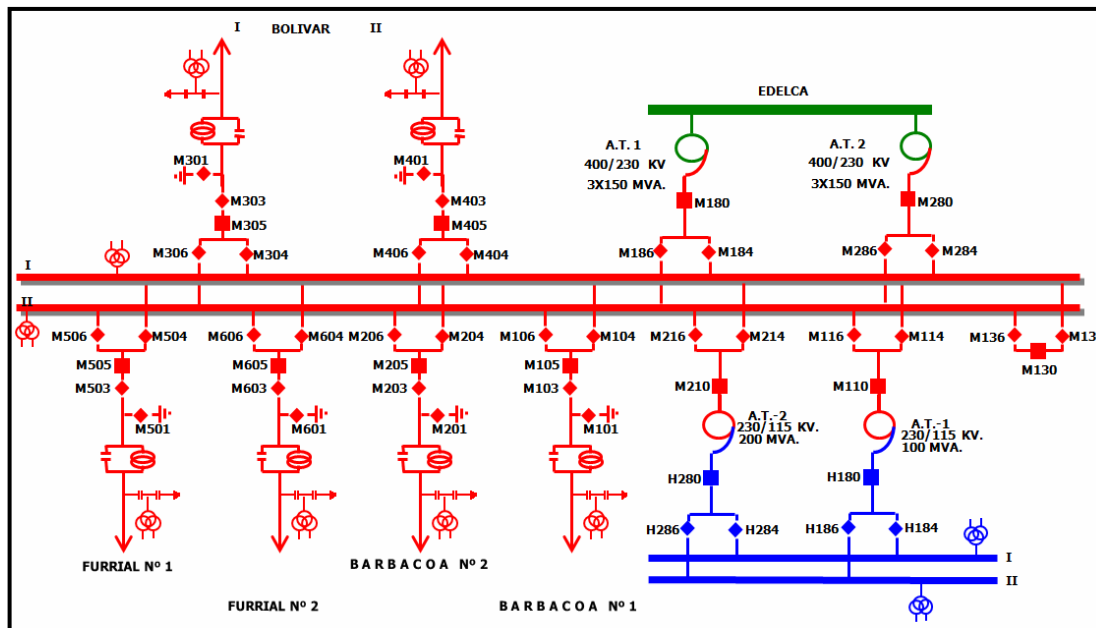 I BOLIVAR II
EDELCA
A.T. 1
400/230 KV
3X150 MVA.
A.T. 2
400/230 KV
3X150 MVA.
M301
M401
M303
M403
M180
M280
M305
M405
M306
M304
M406
M404
M186
M184
M286
M284
I
II
M506
M504
M606
M604
M206
M204
M106
M104
M216
M214
M116
M114
M136
M13
M505
M605
M205
M105
M130
M503
M603
M203
M103
M210
M110
M501
M601
M201
M101
A.T.-2
230/115 KV.
200 MVA.
A.T.-1
230/115 KV.
100 MVA.
H280
H180
H286
H284
H186
H184
I
II
FURRIAL Nº 1
BARBACOA Nº 2
FURRIAL Nº 2
BARBACOA Nº 1